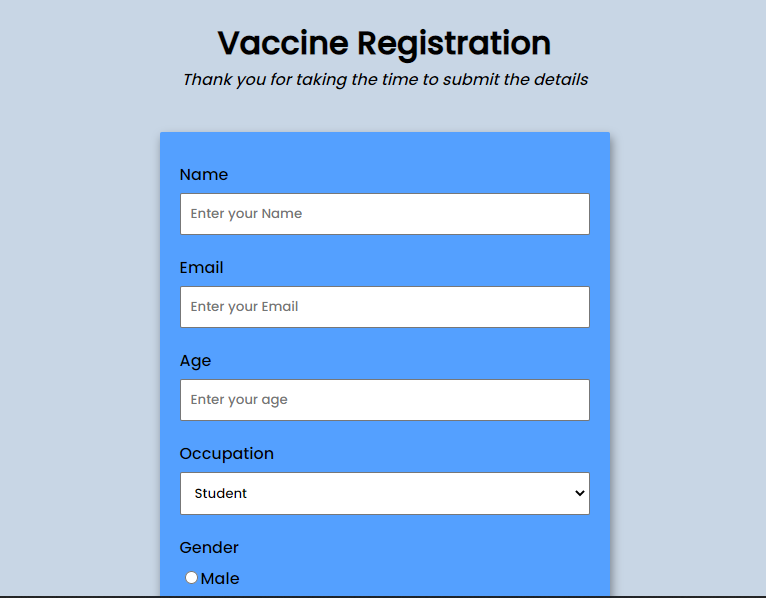 Vaccine Registration
Thank you for taking the time to submit the details
Name
Enter your Name
Email
Enter your Email
Age
Enter your age
Occupation
Student
Gender
Male